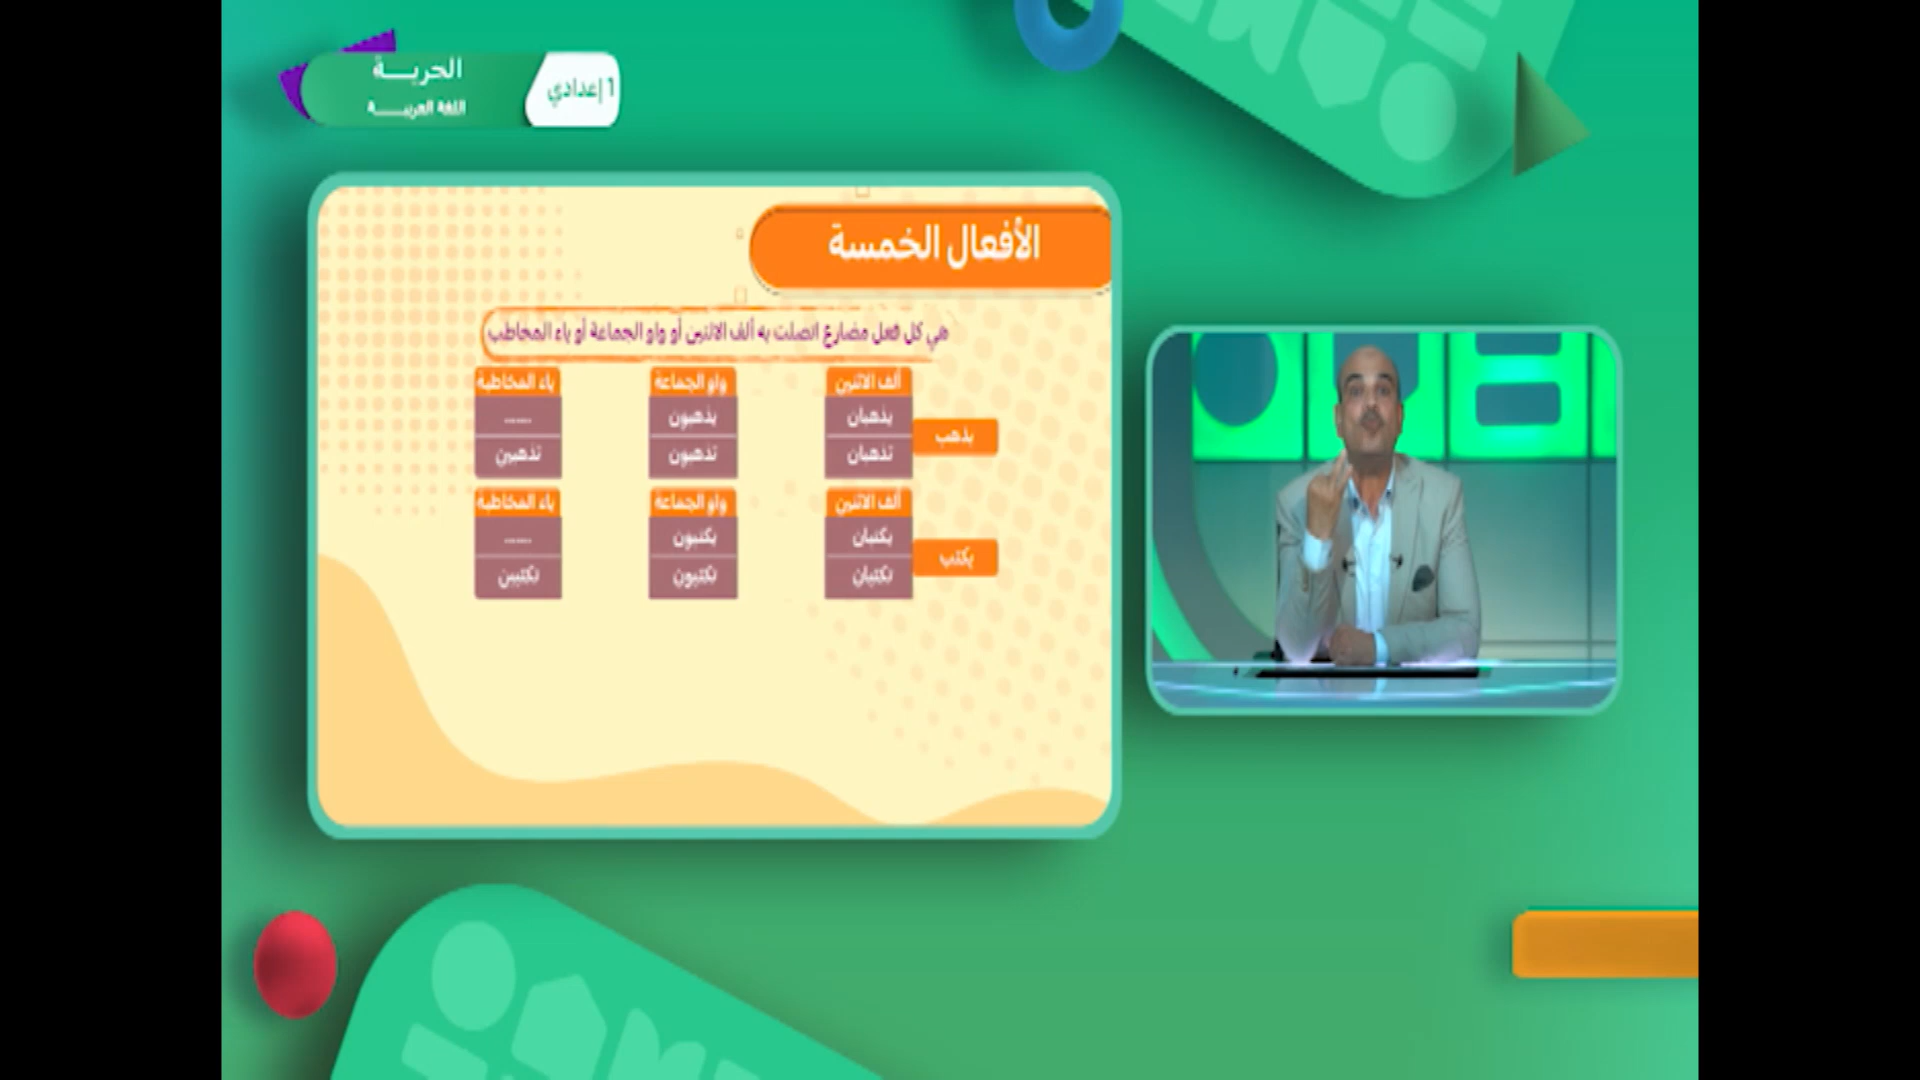 الحريـــة
اللغة العربيـــة
1 إعدادي
الأفعال الخمسة
هي كل فعل مضارع اتصلت به ألف الاثنين أو واو الجماعة أو ياء المخاطب
ألف الاثنين واو الجماعة ياء المخاطبة
يذهب
يذهبان يذهبون ......
تذهبان تذهبون تذهبين
ألف الاثنين واو الجماعة ياء المخاطبة
يكتب
يكتبان يكتبون ......
تكتبان تكتبون تكتبين